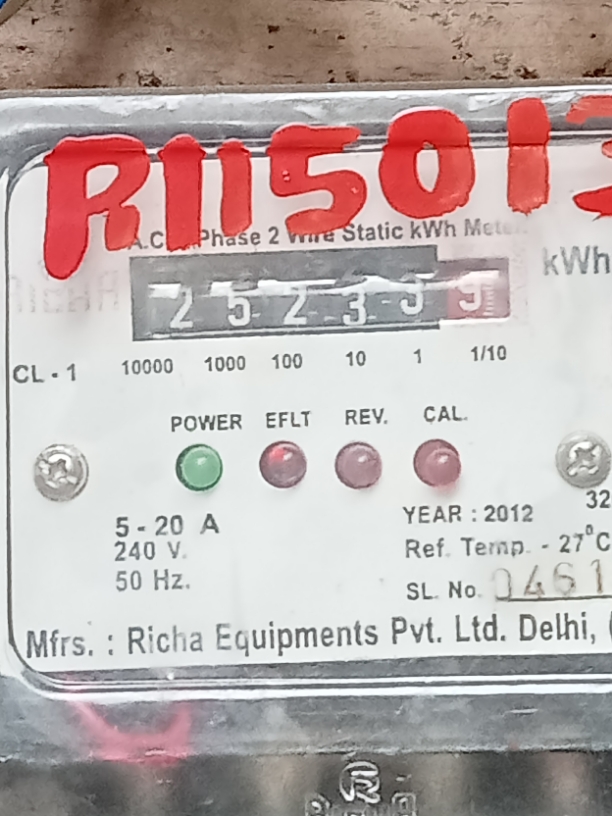 R115013
A.C. Phase 2 Wire Static kWh Meter
kWh
2 5 2 3 3 9
CL - 1 10000 1000 100 10 1 1/10
POWER EFLT REV. CAL.
5 - 20 A
240 V.
50 Hz.
32
YEAR : 2012
Ref. Temp. - 27°C
SL. No. 0461
Mfrs. : Richa Equipments Pvt. Ltd. Delhi, (
R